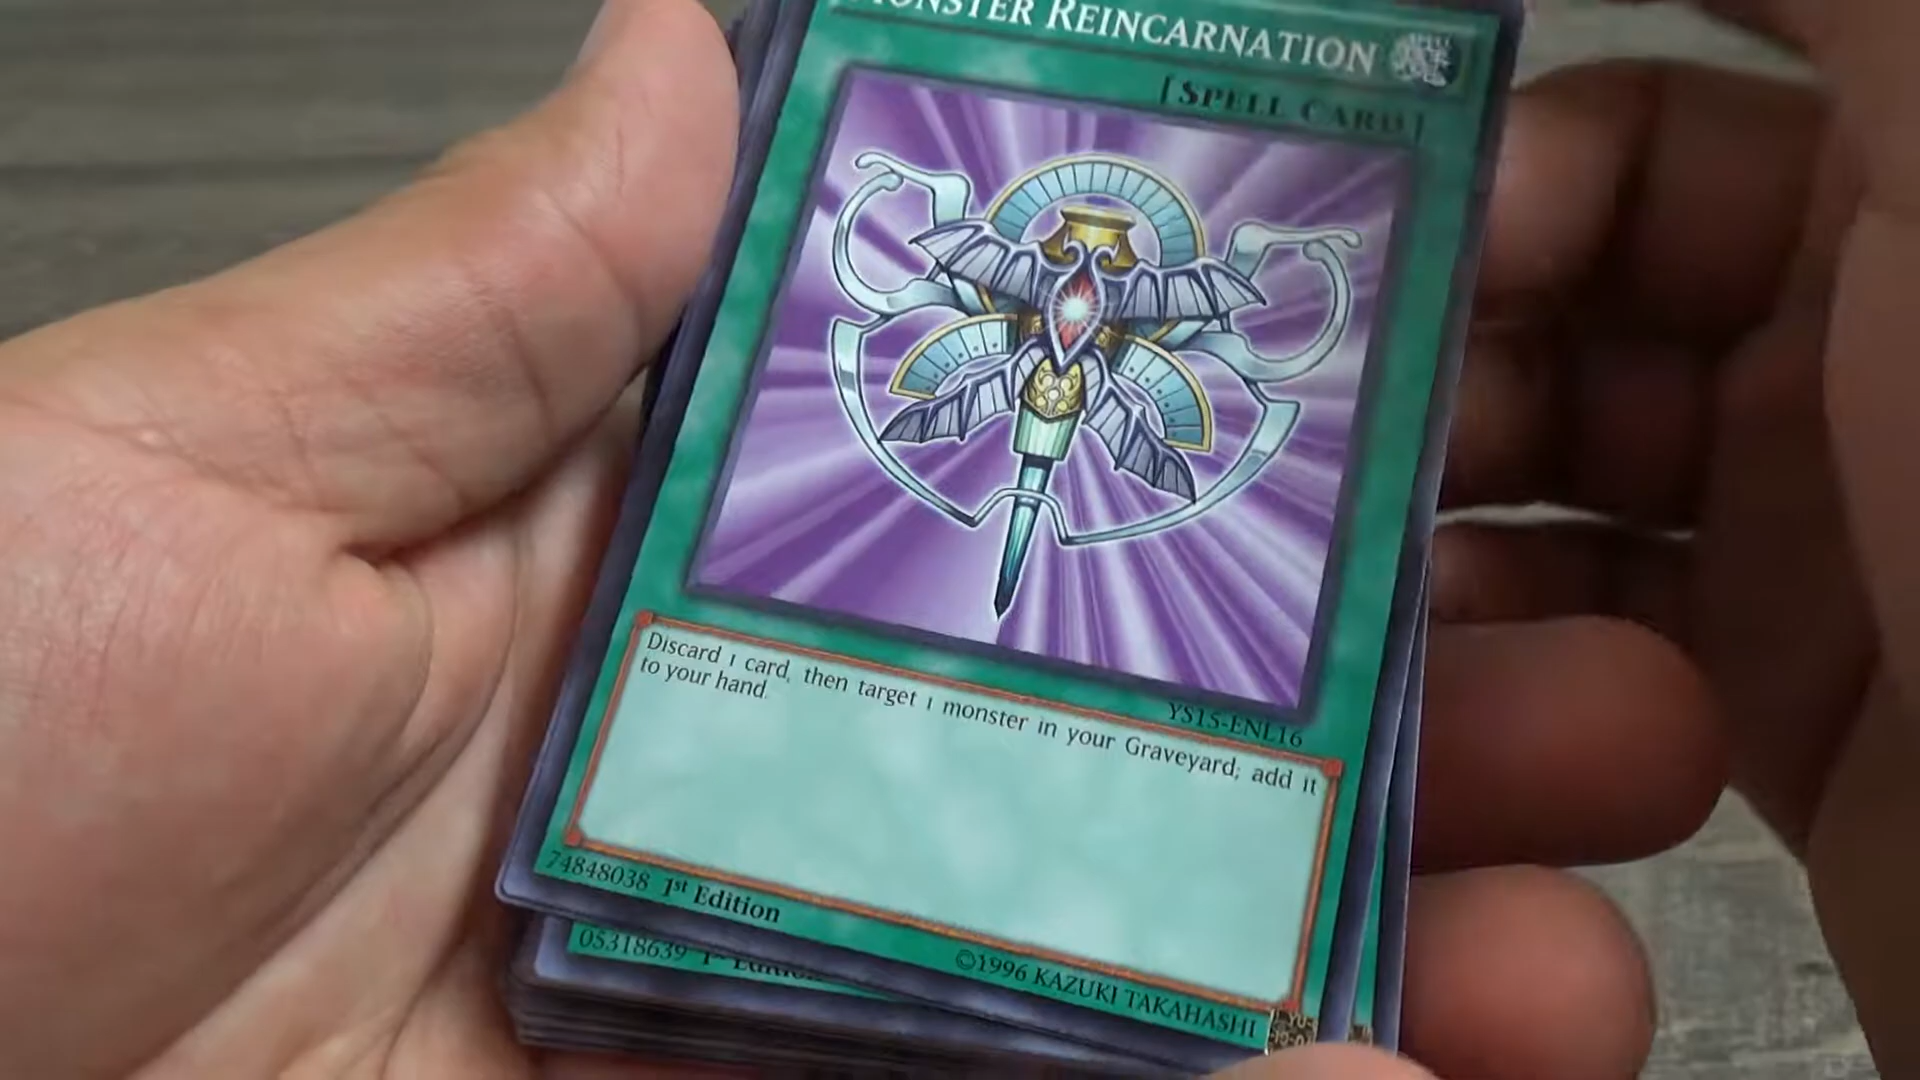 MONSTER REINCARNATION
[SPELL CARD]
YS15-ENL16
Discard 1 card, then target 1 monster in your Graveyard; add it
to your hand.
74848038 1st Edition
©1996 KAZUKI TAKAHASHI
05318639 1st Edition